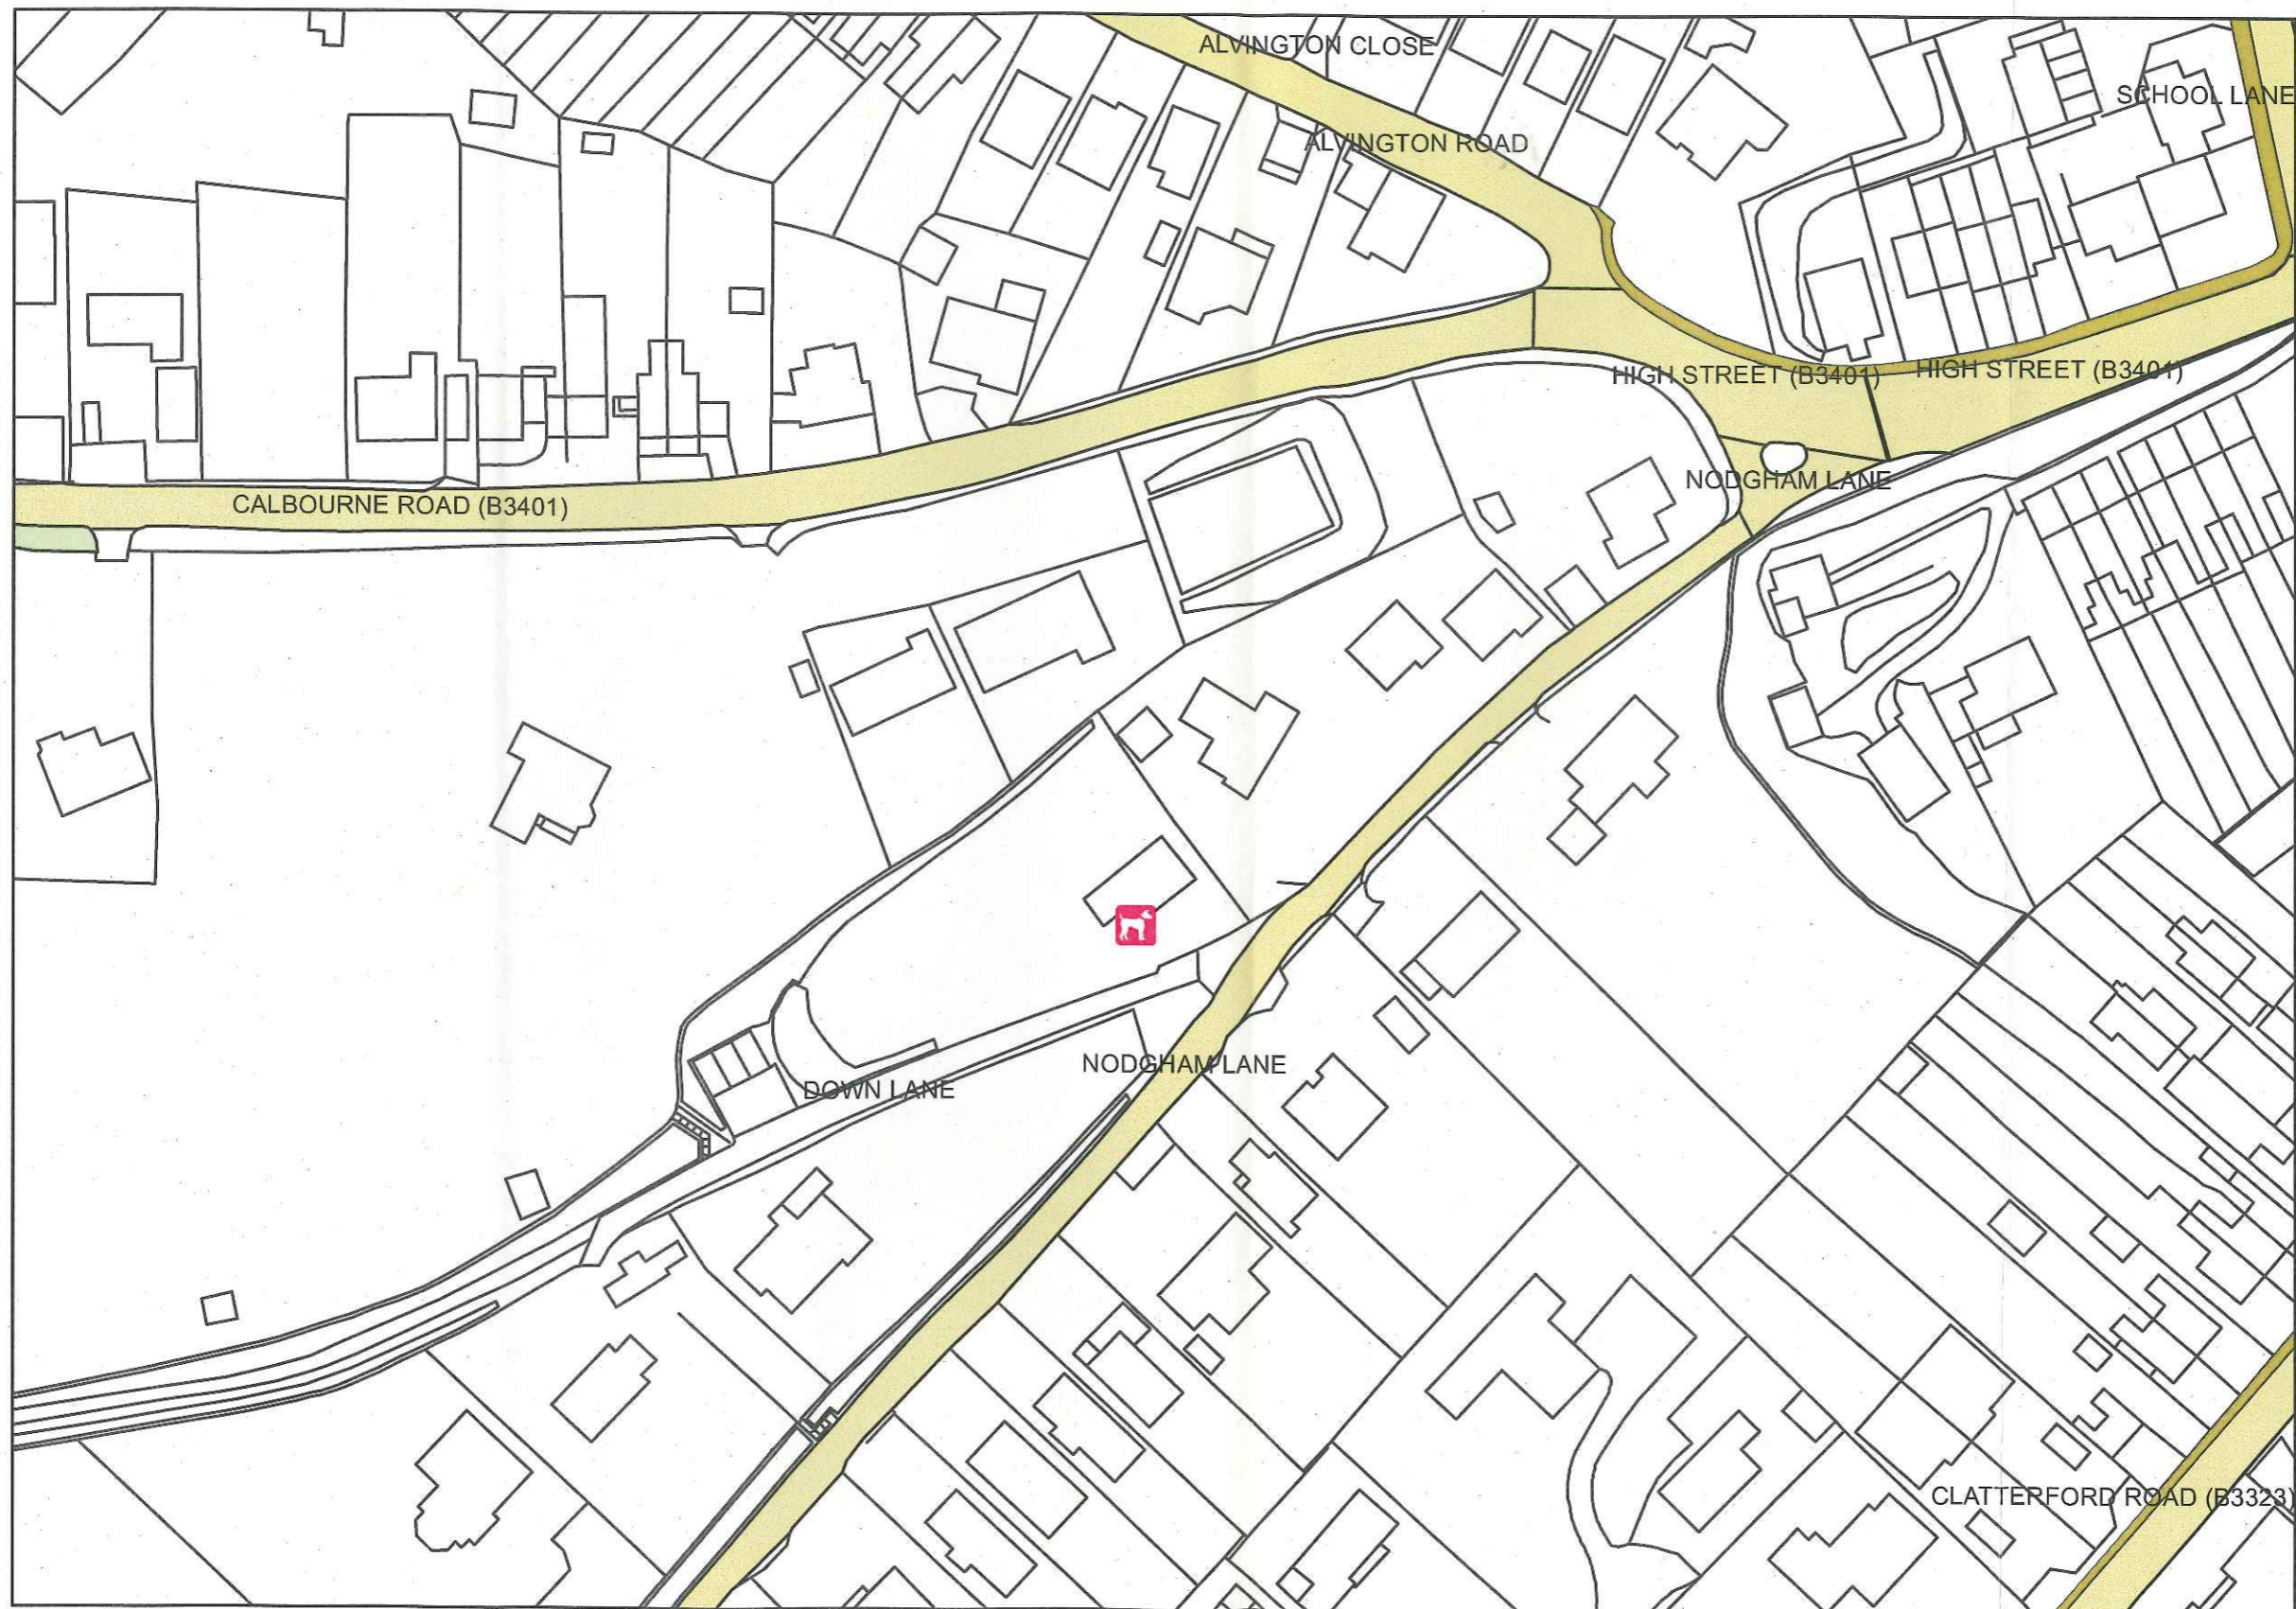 ALVINGTON CLOSE
SCHOOL LANE
ALVINGTON ROAD
HIGH STREET (B3401)
HIGH STREET (B3401)
NODGHAM LANE
CALBOURNE ROAD (B3401)
NODGHAM LANE
DOWN LANE
CLATTERFORD ROAD (B3323)